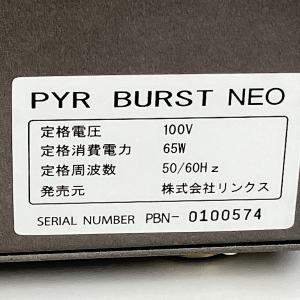 PYR BURST NEO
定格電圧 100V
定格消費電力 65W
定格周波数 50/60Hz
発売元 株式会社リンクス
SERIAL NUMBER PBN- 0100574